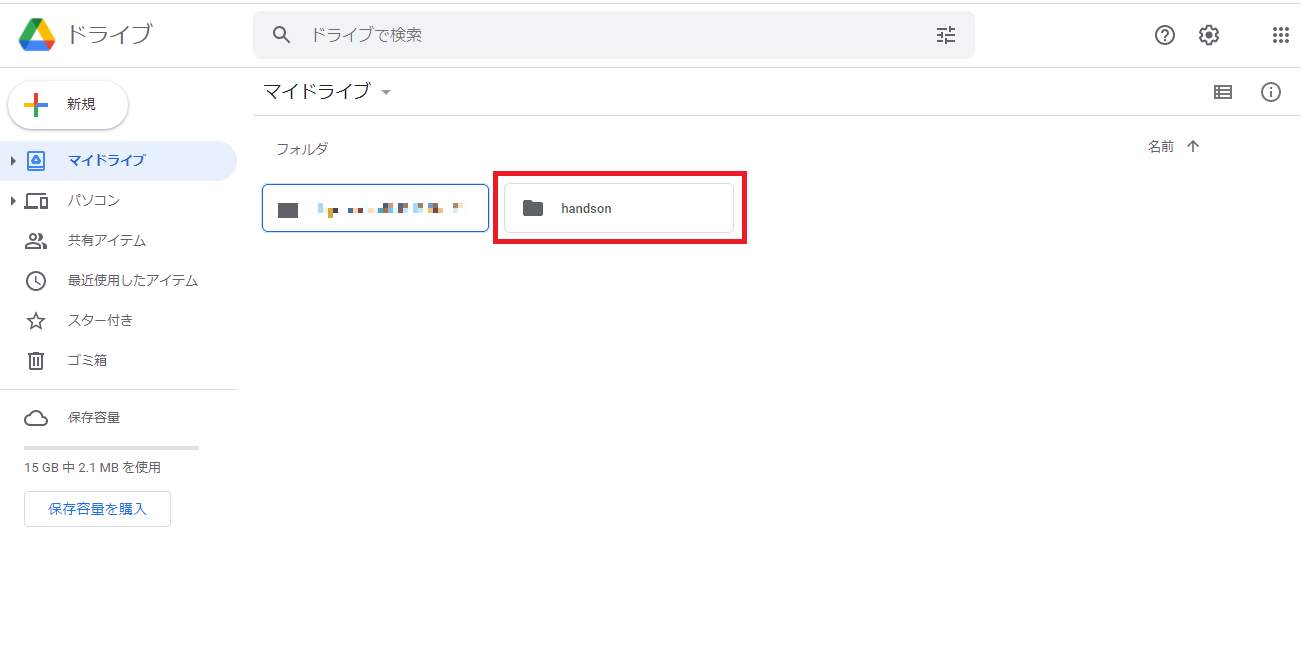 ドライブ
ドライブで検索
新規
マイドライブ
パソコン
共有アイテム
最近使用したアイテム
スター付き
ゴミ箱
保存容量
15 GB 中 2.1 MB を使用
保存容量を購入
マイドライブ
フォルダ
名前
handson